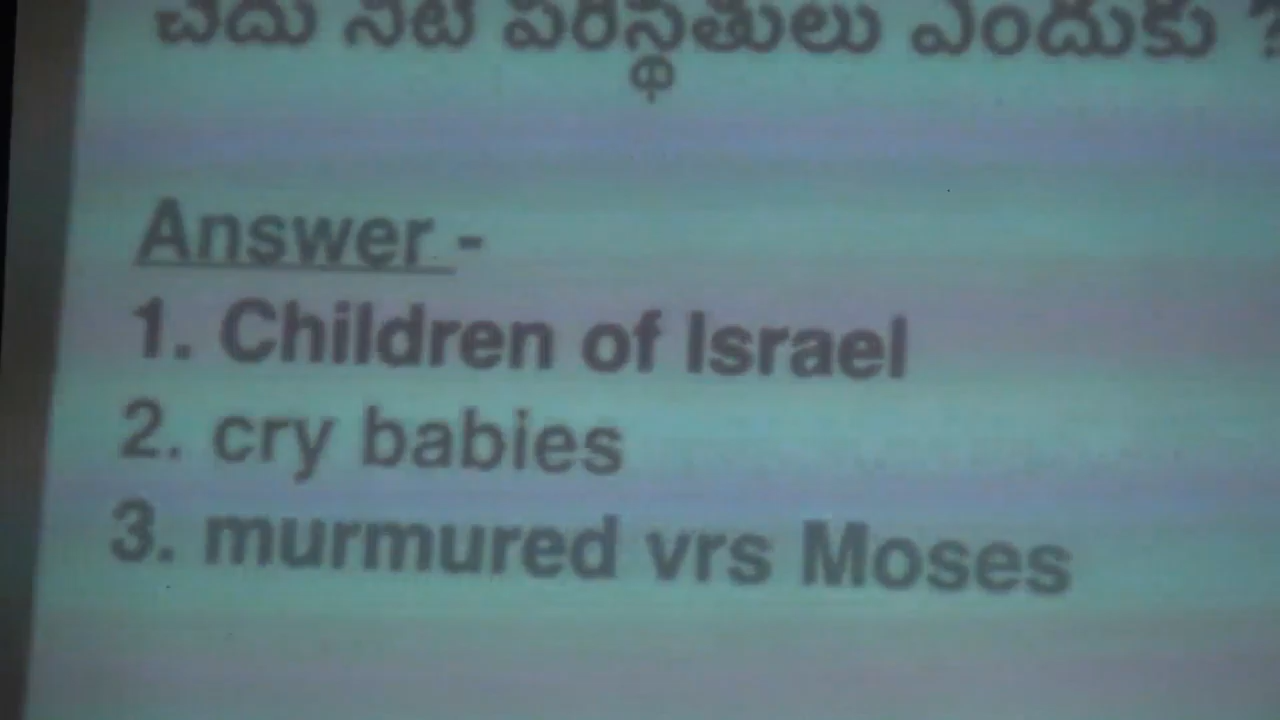 చేదు నీటి పరిస్థితులు ఎందుకు ?
Answer -
1. Children of Israel
2. cry babies
3. murmured vrs Moses